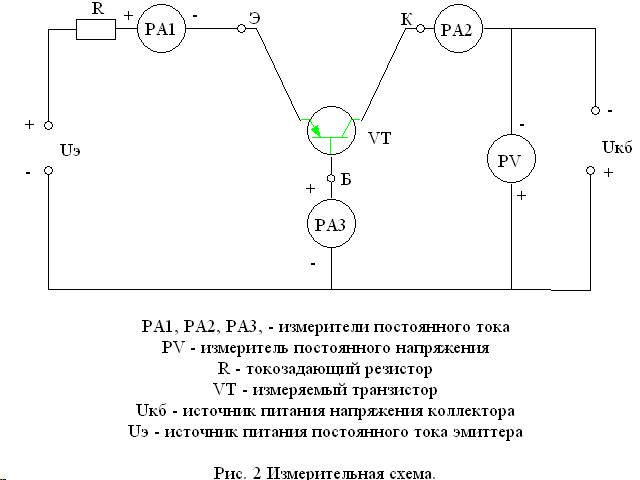 R + PA1 - Э К PA2
+ Uэ -
VT
Б
+ PA3 -
- PV +
- Uкб +
PA1, PA2, PA3, - измерители постоянного тока
PV - измеритель постоянного напряжения
R - токозадающий резистор
VT - измеряемый транзистор
Uкб - источник питания напряжения коллектора
Uэ - источник питания постоянного тока эмиттера
Рис. 2 Измерительная схема.